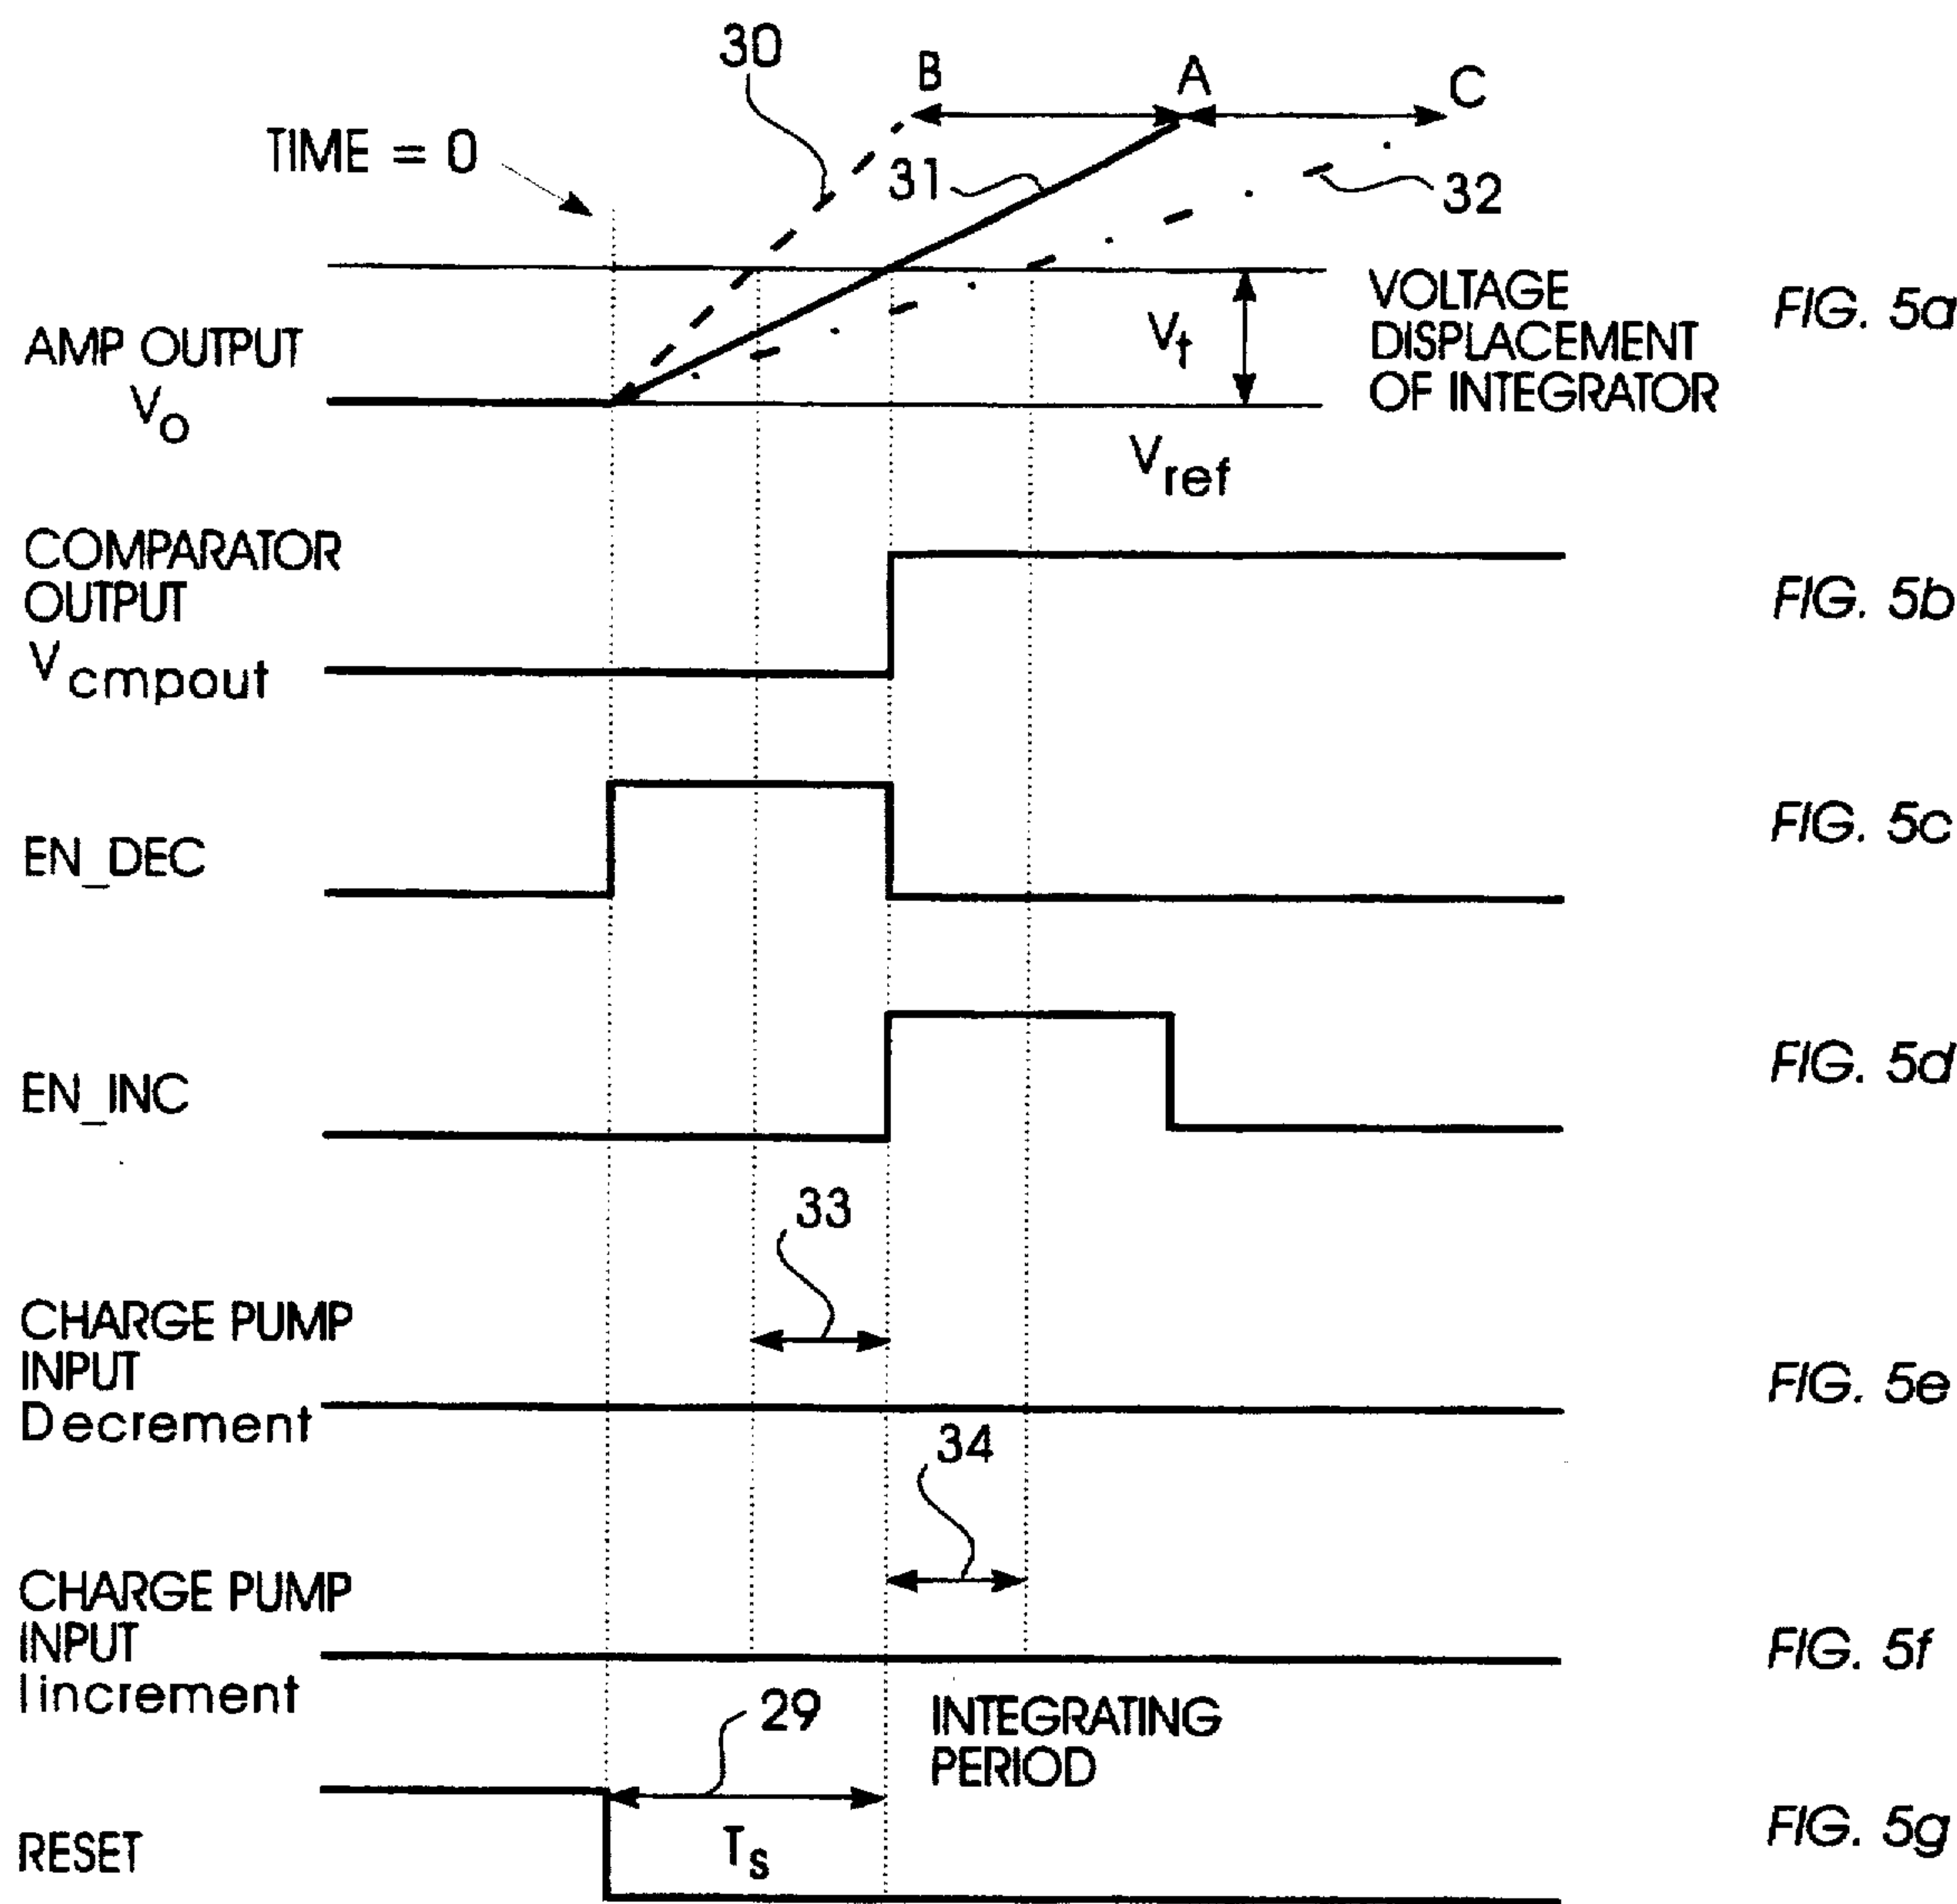 30
B
A
C
TIME = 0
31
32
AMP OUTPUT
Vo
Vt
VOLTAGE
DISPLACEMENT
OF INTEGRATOR
FIG. 5a
Vref
COMPARATOR
OUTPUT
Vcmpout
FIG. 5b
EN_DEC
FIG. 5c
EN_INC
FIG. 5d
33
CHARGE PUMP
INPUT
Decrement
FIG. 5e
34
CHARGE PUMP
INPUT
Iincrement
FIG. 5f
29
INTEGRATING
PERIOD
RESET
Ts
FIG. 5g